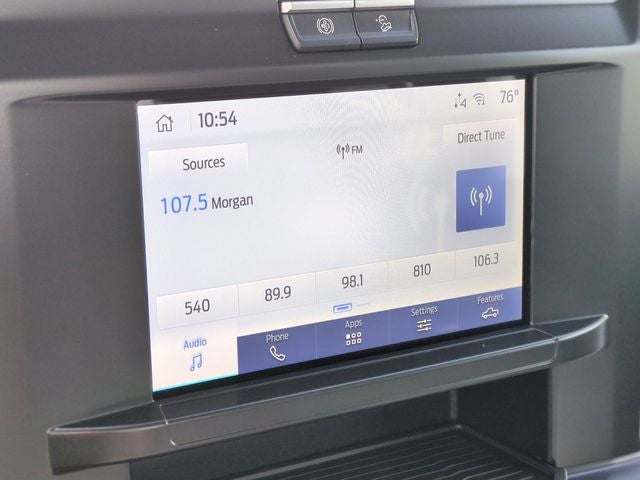 10:54
76°
Sources
FM
Direct Tune
107.5 Morgan
540
89.9
98.1
810
106.3
Audio
Phone
Apps
Settings
Features